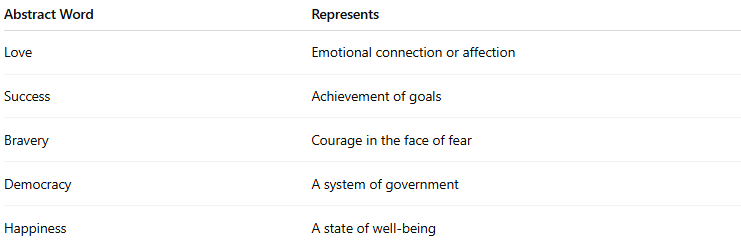 Abstract Word Represents
Love Emotional connection or affection
Success Achievement of goals
Bravery Courage in the face of fear
Democracy A system of government
Happiness A state of well-being